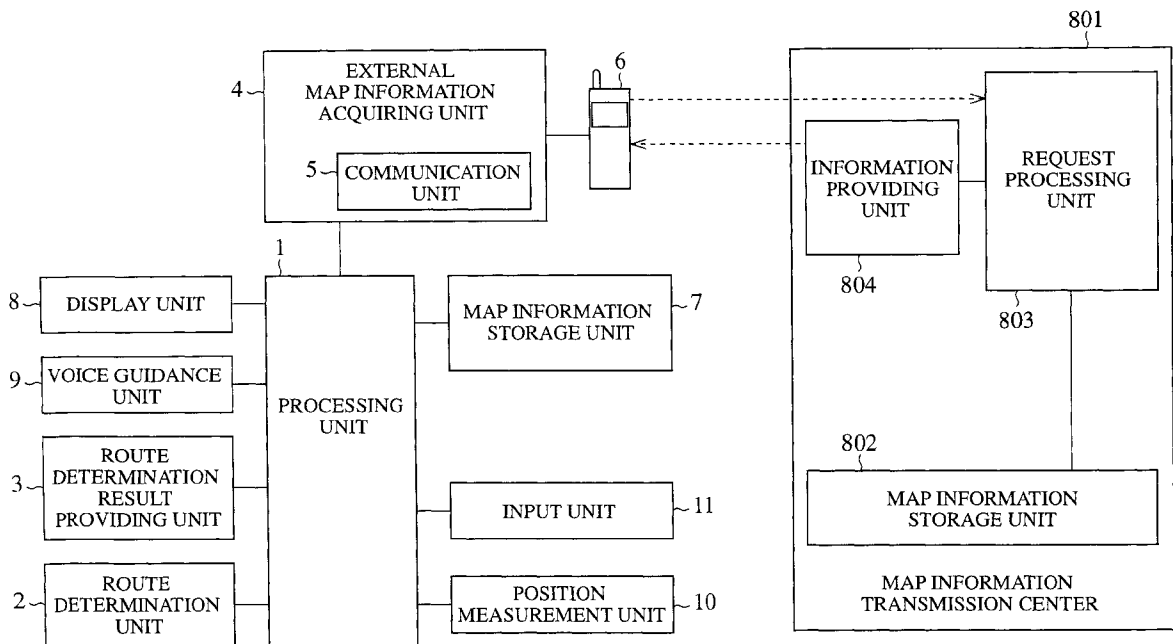 801
4
EXTERNAL
MAP INFORMATION
ACQUIRING UNIT
5
COMMUNICATION
UNIT
6
INFORMATION
PROVIDING
UNIT
804
REQUEST
PROCESSING
UNIT
803
1
PROCESSING
UNIT
8
DISPLAY UNIT
9
VOICE GUIDANCE
UNIT
3
ROUTE
DETERMINATION
RESULT
PROVIDING UNIT
2
ROUTE
DETERMINATION
UNIT
MAP INFORMATION
STORAGE UNIT
7
INPUT UNIT
11
POSITION
MEASUREMENT UNIT
10
802
MAP INFORMATION
STORAGE UNIT
MAP INFORMATION
TRANSMISSION CENTER